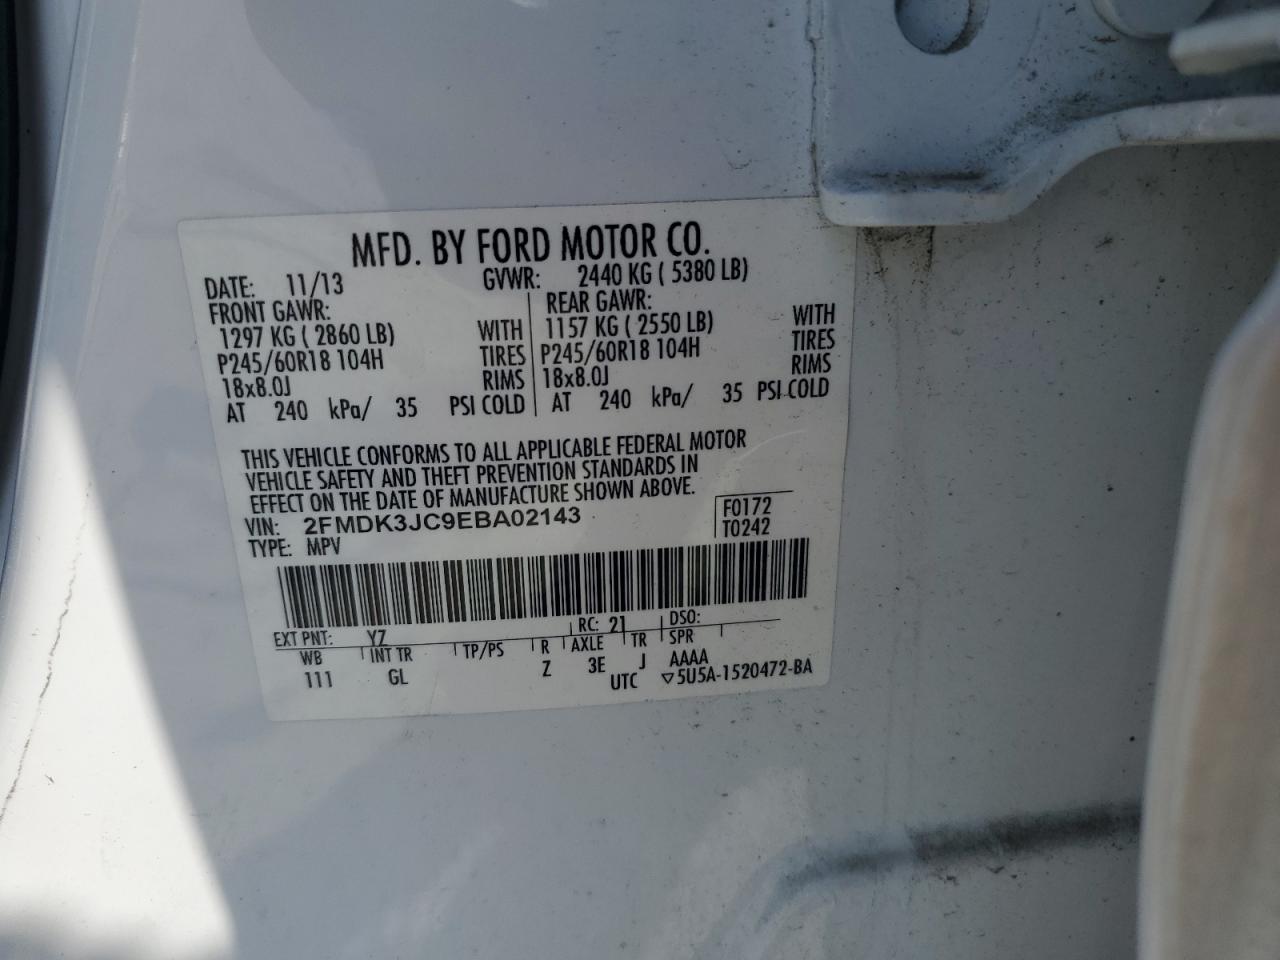 MFD. BY FORD MOTOR CO.
DATE: 11/13 GVWR: 2440 KG ( 5380 LB)
FRONT GAWR: REAR GAWR:
1297 KG ( 2860 LB) WITH 1157 KG ( 2550 LB) WITH
P245/60R18 104H TIRES P245/60R18 104H TIRES
18x8.0J RIMS 18x8.0J RIMS
AT 240 kPa/ 35 PSI COLD AT 240 kPa/ 35 PSI COLD
THIS VEHICLE CONFORMS TO ALL APPLICABLE FEDERAL MOTOR
VEHICLE SAFETY AND THEFT PREVENTION STANDARDS IN
EFFECT ON THE DATE OF MANUFACTURE SHOWN ABOVE.
VIN: 2FMDK3JC9EBA02143 F0172
TYPE: MPV T0242
EXT PNT: YZ RC: 21 DSO:
WB INT TR TP/PS R AXLE TR SPR
111 GL Z 3E J AAAA
UTC ▽5U5A-1520472-BA